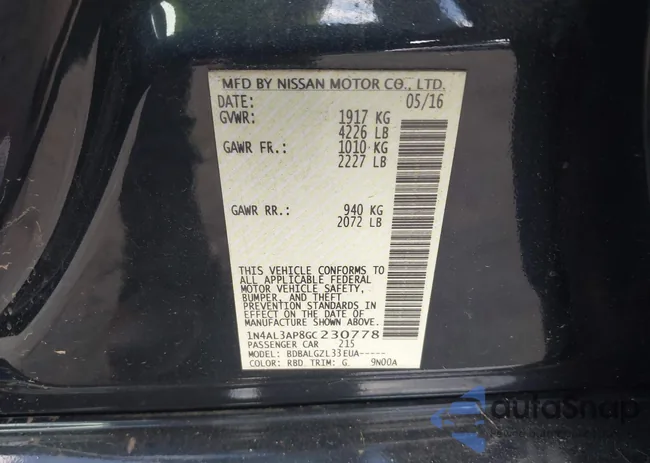 MFD BY NISSAN MOTOR CO., LTD.
DATE: 05/16
GVWR: 1917 KG
4226 LB
GAWR FR.: 1010 KG
2227 LB
GAWR RR.: 940 KG
2072 LB
THIS VEHICLE CONFORMS TO
ALL APPLICABLE FEDERAL
MOTOR VEHICLE SAFETY,
BUMPER, AND THEFT
PREVENTION STANDARDS IN
EFFECT ON THE DATE OF
MANUFACTURE SHOWN ABOVE.
1N4AL3AP8GC230778
PASSENGER CAR 215
MODEL: BDBALGZL33EUA-----
COLOR: RBD TRIM: G 9N00A
autoSnap